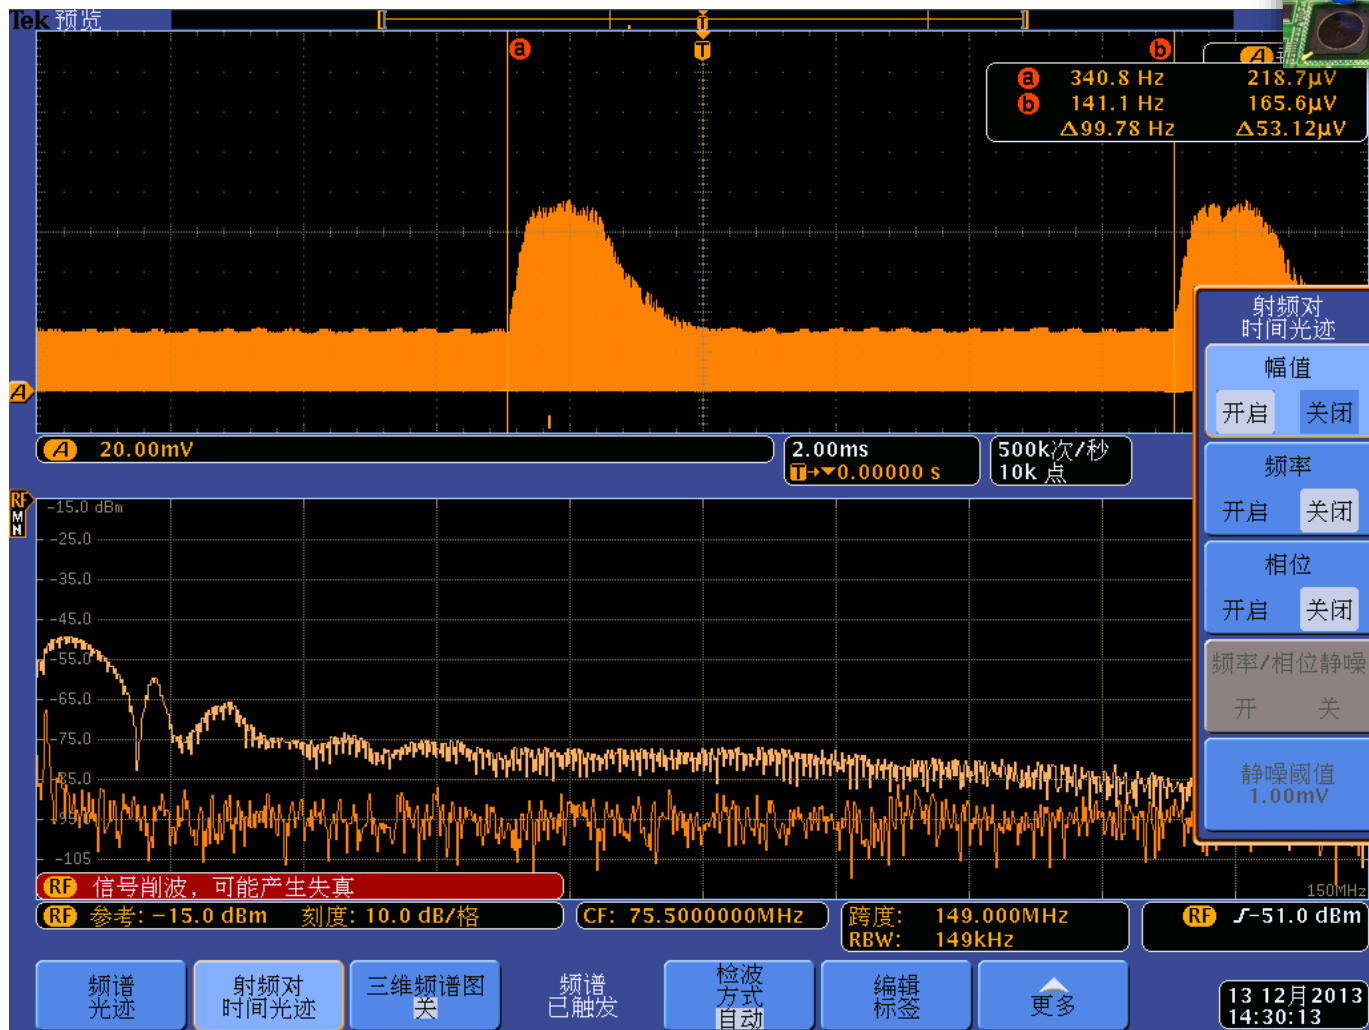 Tek 预览
T
a
T
b
A
a 340.8 Hz 218.7μV
b 141.1 Hz 165.6μV
Δ99.78 Hz Δ53.12μV
A
A 20.00mV
2.00ms
T→▼0.00000 s
500k次/秒
10k 点
射频对
时间光迹
幅值
开启 关闭
频率
开启 关闭
相位
开启 关闭
频率/相位静噪
开 关
静噪阈值
1.00mV
RF
M
N
-15.0 dBm
-25.0
-35.0
-45.0
-55.0
-65.0
-75.0
-85.0
-95.0
-105
150MHz
RF 信号削波，可能产生失真
RF 参考: -15.0 dBm 刻度: 10.0 dB/格
CF: 75.5000000MHz
跨度: 149.000MHz
RBW: 149kHz
RF -51.0 dBm
频谱
光迹
射频对
时间光迹
三维频谱图
关
频谱
已触发
检波
方式
自动
编辑
标签
更多
13 12月2013
14:30:13